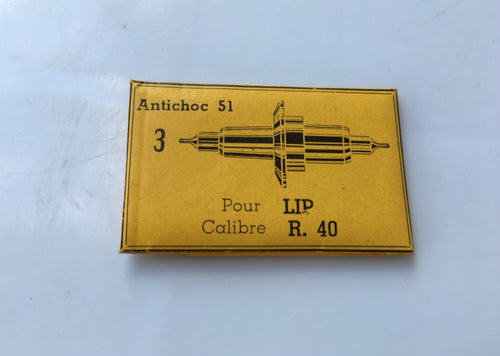 Antichoc 51
3
Pour LIP
Calibre R. 40